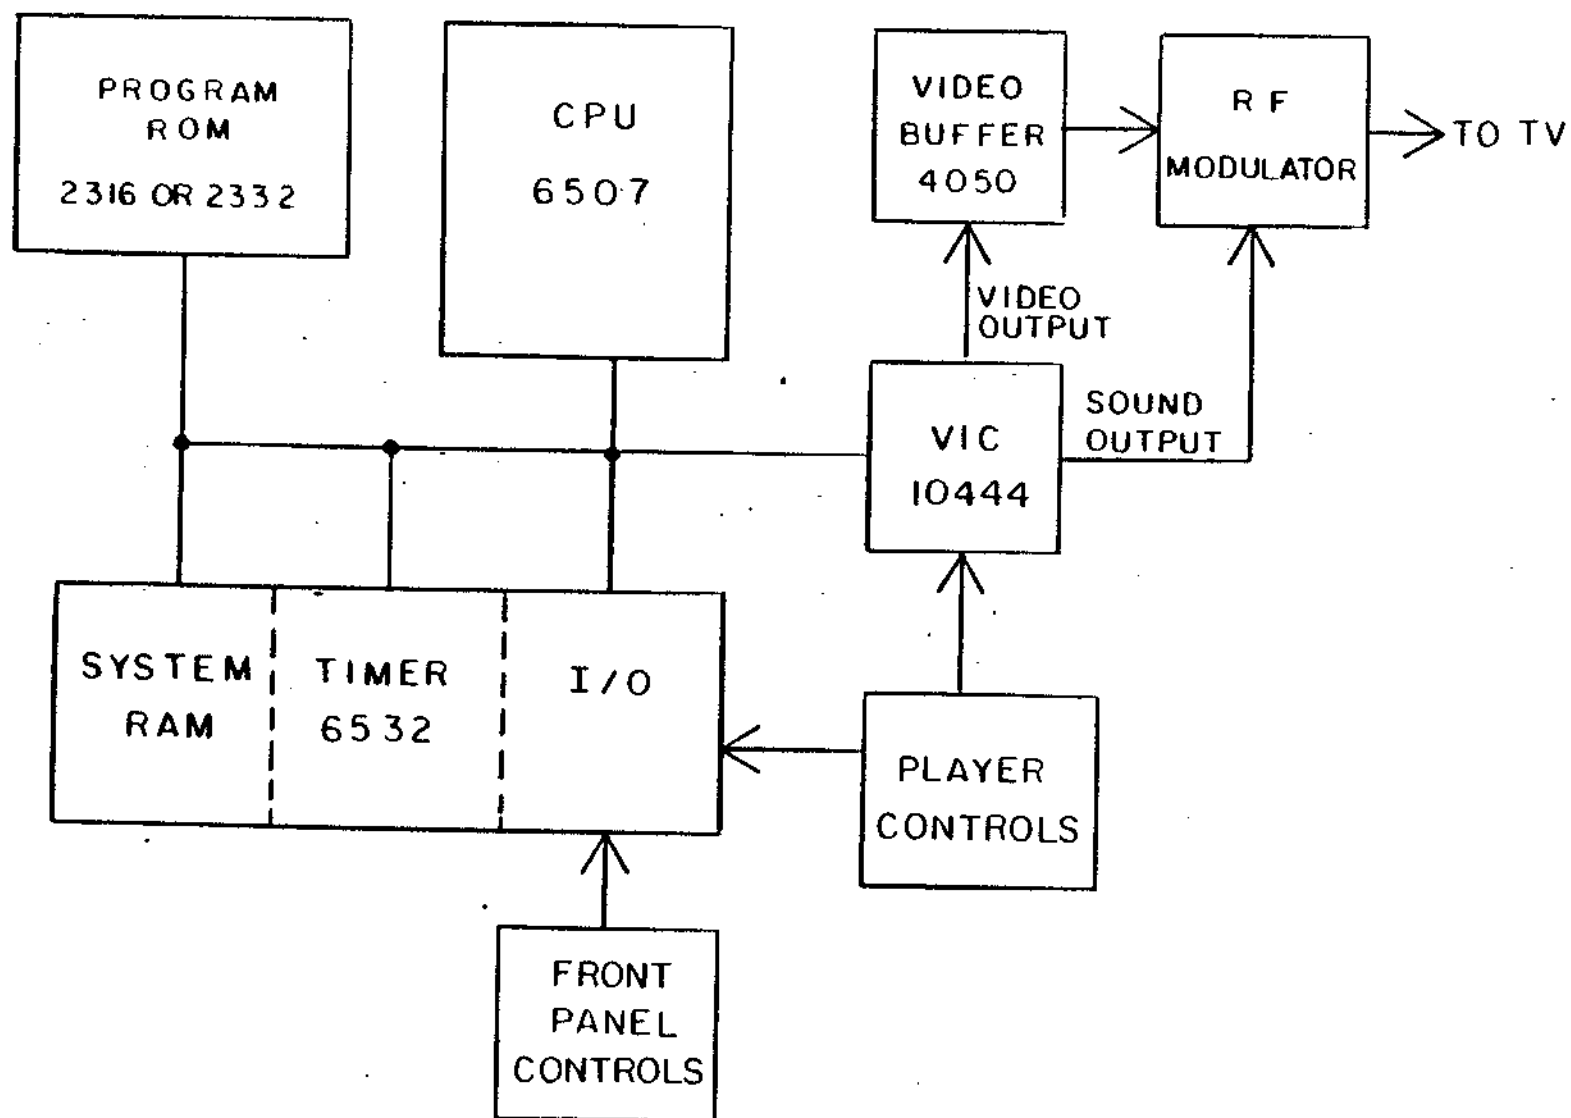 PROGRAM
ROM
2316 OR 2332
CPU
6507
VIDEO
BUFFER
4050
RF
MODULATOR
TO TV
VIDEO
OUTPUT
SOUND
OUTPUT
VIC
10444
SYSTEM
RAM
TIMER
6532
I/O
PLAYER
CONTROLS
FRONT
PANEL
CONTROLS